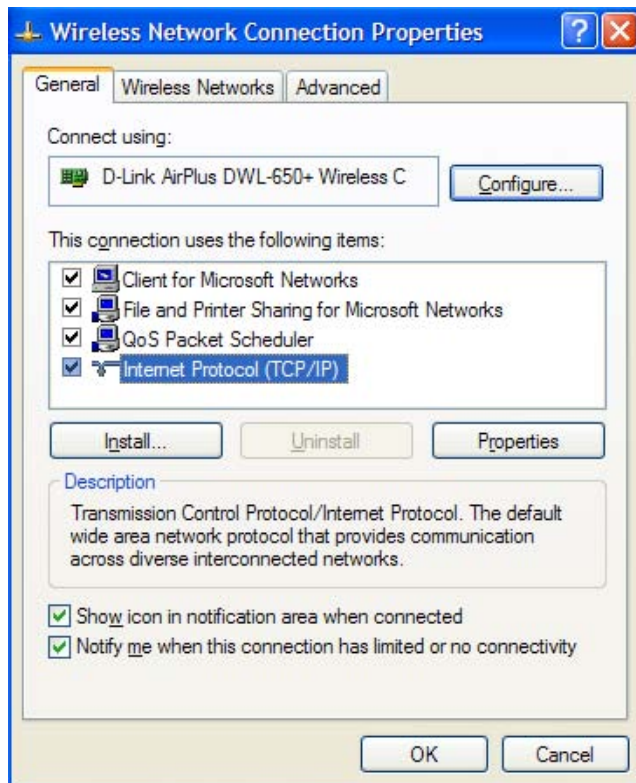 Wireless Network Connection Properties
General Wireless Networks Advanced
Connect using:
D-Link AirPlus DWL-650+ Wireless C
Configure...
This connection uses the following items:
Client for Microsoft Networks
File and Printer Sharing for Microsoft Networks
QoS Packet Scheduler
Internet Protocol (TCP/IP)
Install... Uninstall Properties
Description
Transmission Control Protocol/Internet Protocol. The default
wide area network protocol that provides communication
across diverse interconnected networks.
Show icon in notification area when connected
Notify me when this connection has limited or no connectivity
OK Cancel